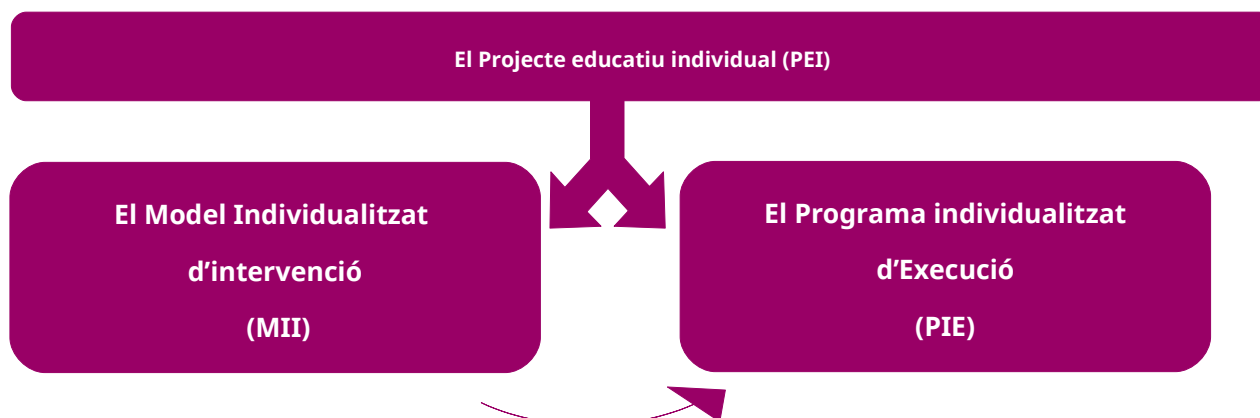 El Projecte educatiu individual (PEI)
El Model Individualitzat
d’intervenció
(MII)
El Programa individualitzat
d’Execució
(PIE)